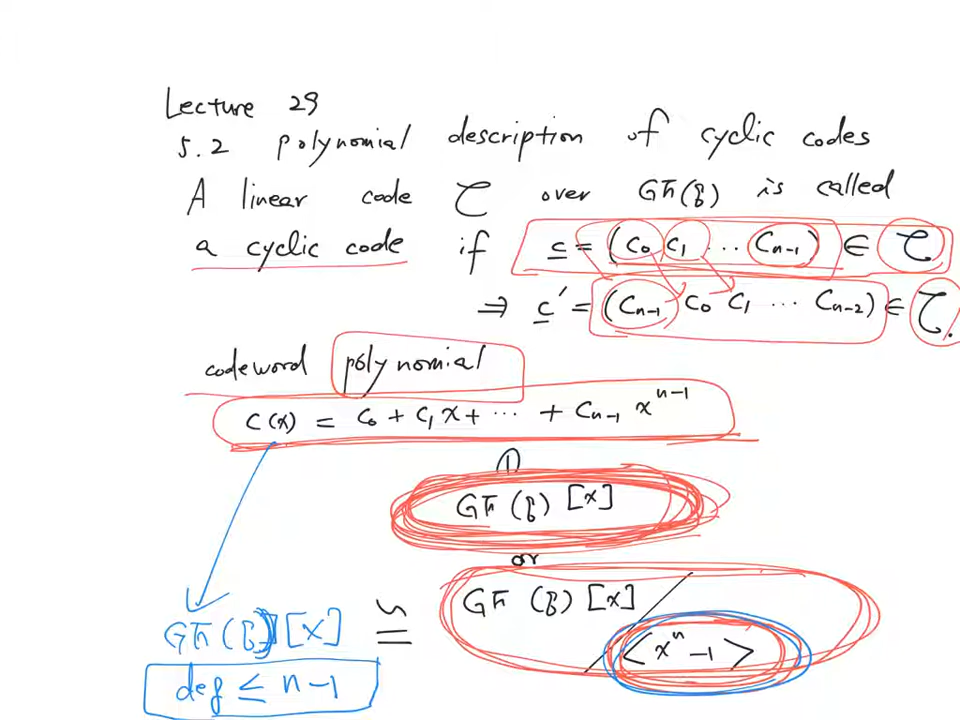 Lecture 29
5.2 polynomial description of cyclic codes
A linear code C over GF(q) is called
a cyclic code if c = (c0 c1 ... cn-1) ∈ C
⇒ c' = (cn-1 c0 c1 ... cn-2) ∈ C.
codeword polynomial
c(x) = c0 + c1 x + ... + cn-1 x^n-1
GF(q)[x]
or
GF(q)[x] / <x^n - 1>
GF(q)[x] ≅
deg ≤ n-1